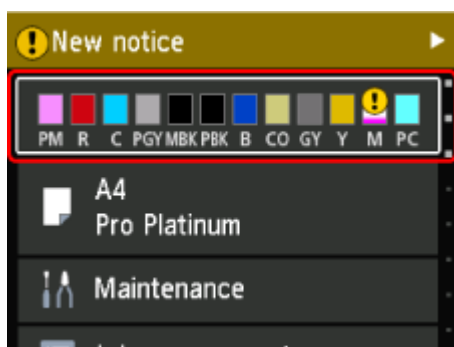 New notice
PM R C PGY MBK PBK B CO GY Y M PC
A4
Pro Platinum
Maintenance